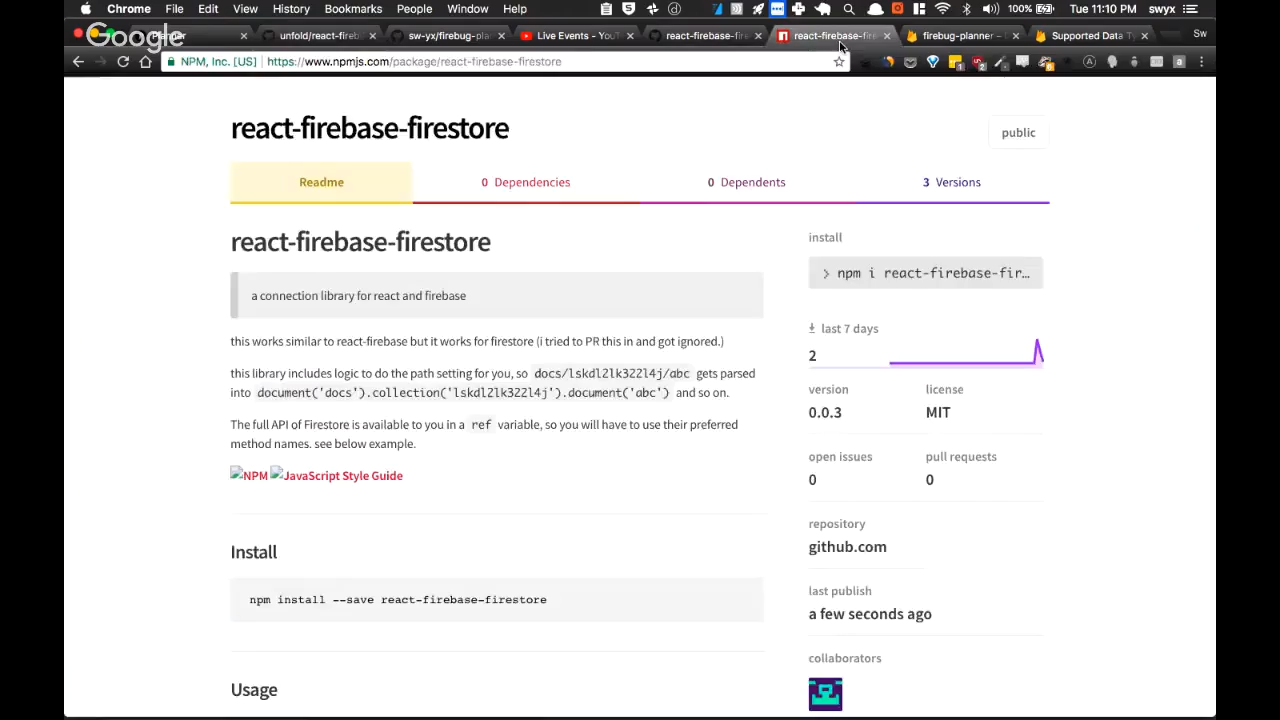 Chrome File Edit View History Bookmarks People Window Help 100% Tue 11:10 PM swyx
Google
unfold/react-fireb sw-yx/firebug-plan Live Events - YouT react-firebase/firr react-firebase-fire firebug-planner – Supported Data Ty Sw
NPM, Inc. [US] https://www.npmjs.com/package/react-firebase-firestore
react-firebase-firestore
public
Readme 0 Dependencies 0 Dependents 3 Versions
react-firebase-firestore
a connection library for react and firebase
this works similar to react-firebase but it works for firestore (i tried to PR this in and got ignored.)
this library includes logic to do the path setting for you, so docs/lskdl2lk322l4j/abc gets parsed
into document('docs').collection('lskdl2lk322l4j').document('abc') and so on.
The full API of Firestore is available to you in a ref variable, so you will have to use their preferred
method names. see below example.
NPM JavaScript Style Guide
Install
npm install --save react-firebase-firestore
Usage
install
> npm i react-firebase-fir…
last 7 days
2
version license
0.0.3 MIT
open issues pull requests
0 0
repository
github.com
last publish
a few seconds ago
collaborators